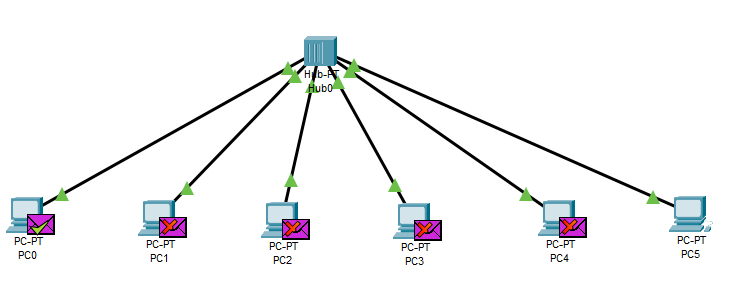 Hub-PT
Hub0
PC-PT
PC0
PC-PT
PC1
PC-PT
PC2
PC-PT
PC3
PC-PT
PC4
PC-PT
PC5